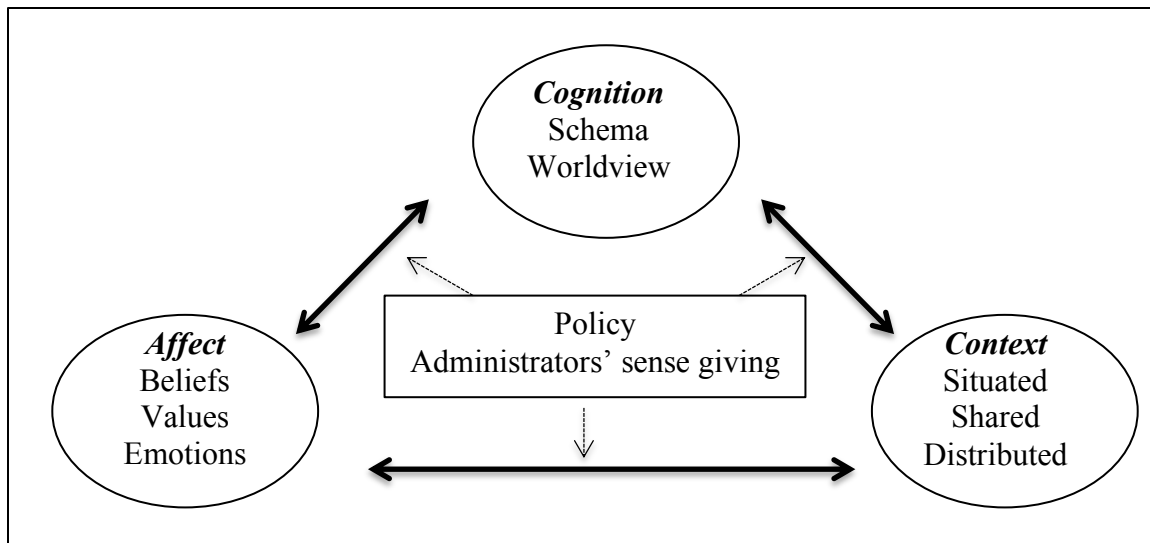 Cognition
Schema
Worldview
Policy
Administrators’ sense giving
Affect
Beliefs
Values
Emotions
Context
Situated
Shared
Distributed